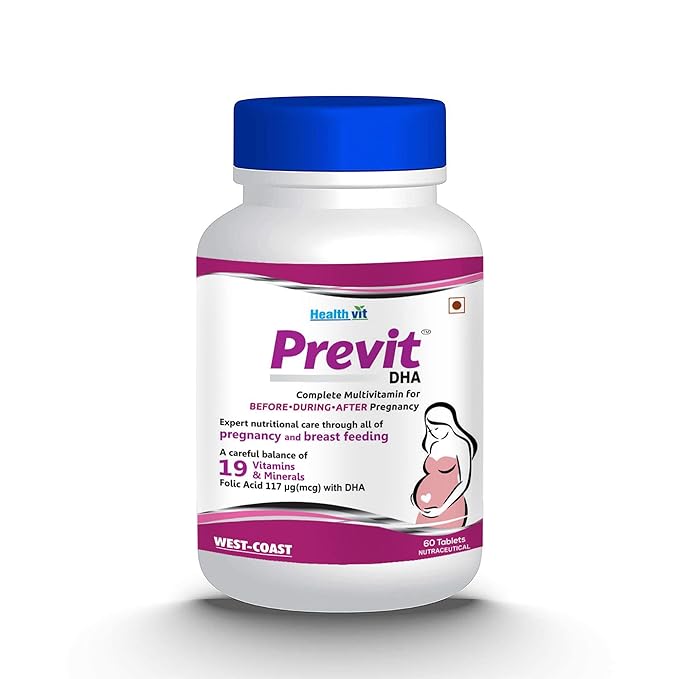 Health vit
Previt™
DHA
Complete Multivitamin for
BEFORE•DURING•AFTER Pregnancy
Expert nutritional care through all of
pregnancy and breast feeding
A careful balance of
19 Vitamins
& Minerals
Folic Acid 117 µg(mcg) with DHA
WEST-COAST
60 Tablets
NUTRACEUTICAL